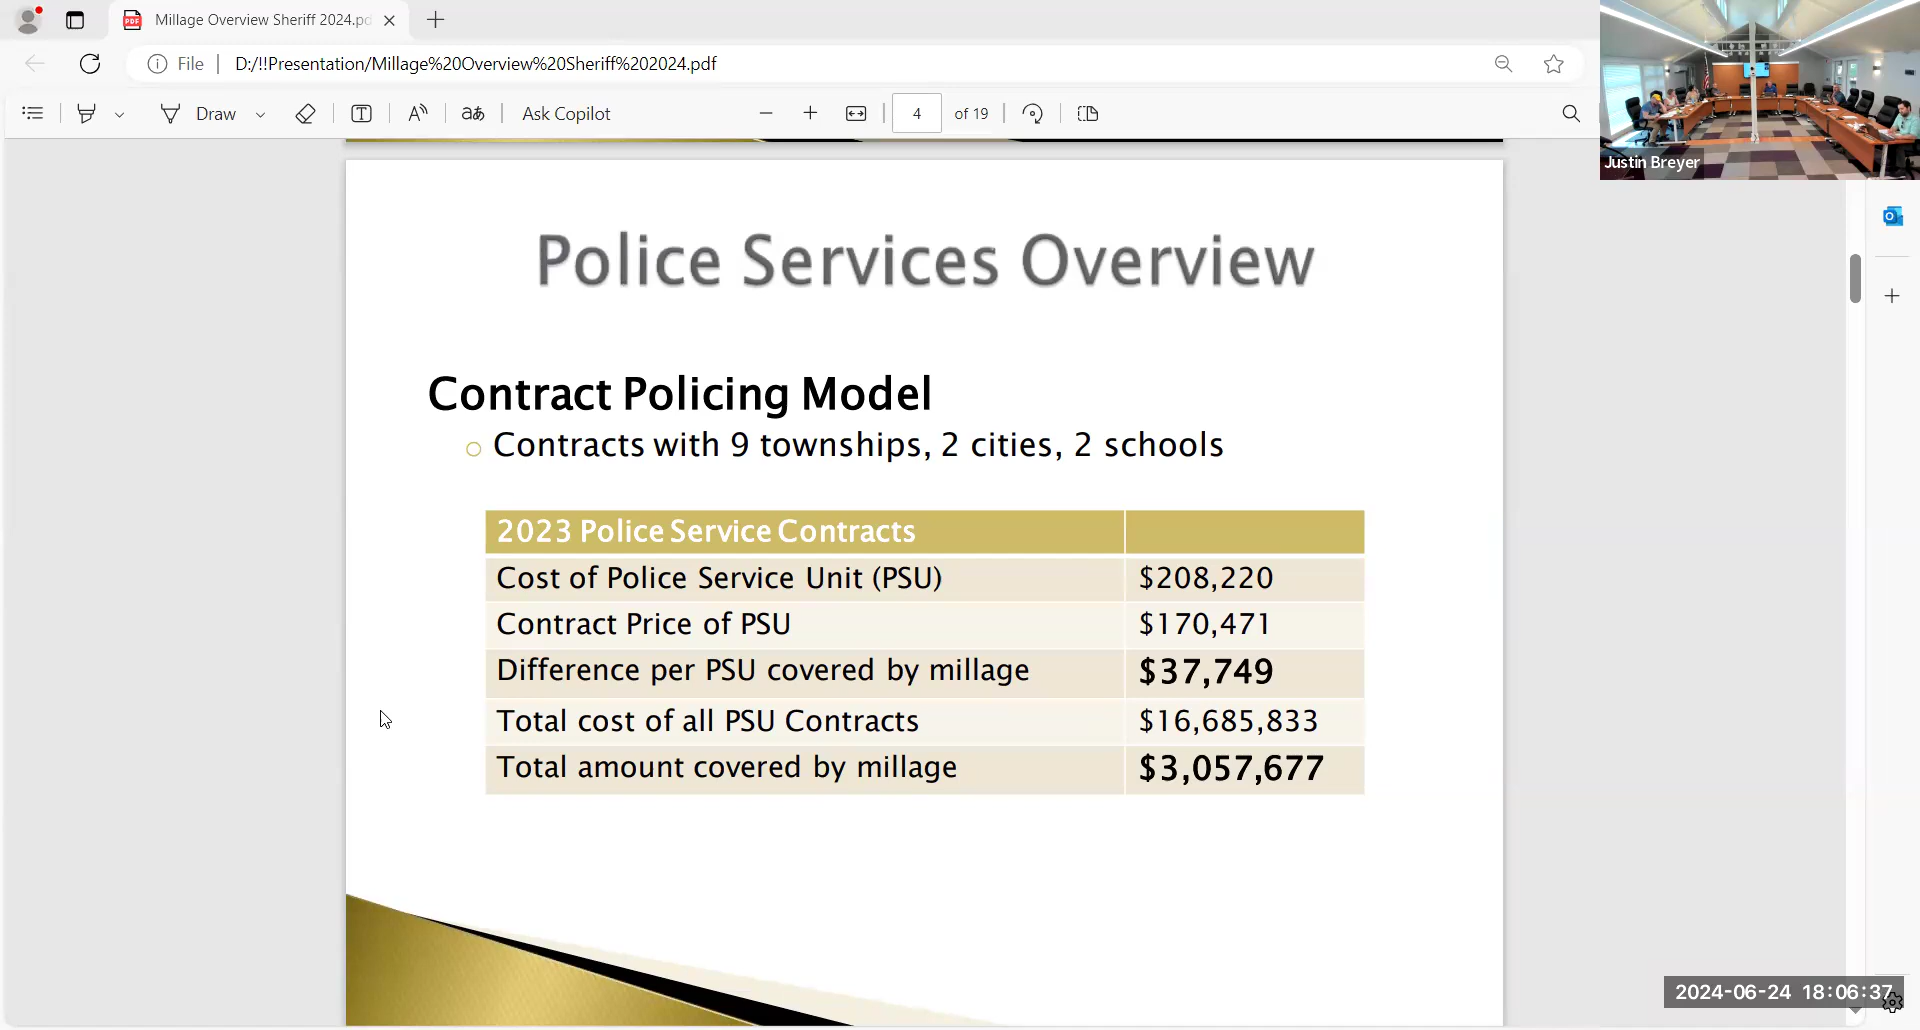 Millage Overview Sheriff 2024.pd
File
D:/!!Presentation/Millage%20Overview%20Sheriff%202024.pdf
Draw
Ask Copilot
4 of 19
Justin Breyer
Police Services Overview
Contract Policing Model
Contracts with 9 townships, 2 cities, 2 schools
2023 Police Service Contracts
Cost of Police Service Unit (PSU) $208,220
Contract Price of PSU $170,471
Difference per PSU covered by millage $37,749
Total cost of all PSU Contracts $16,685,833
Total amount covered by millage $3,057,677
2024-06-24 18:06:37